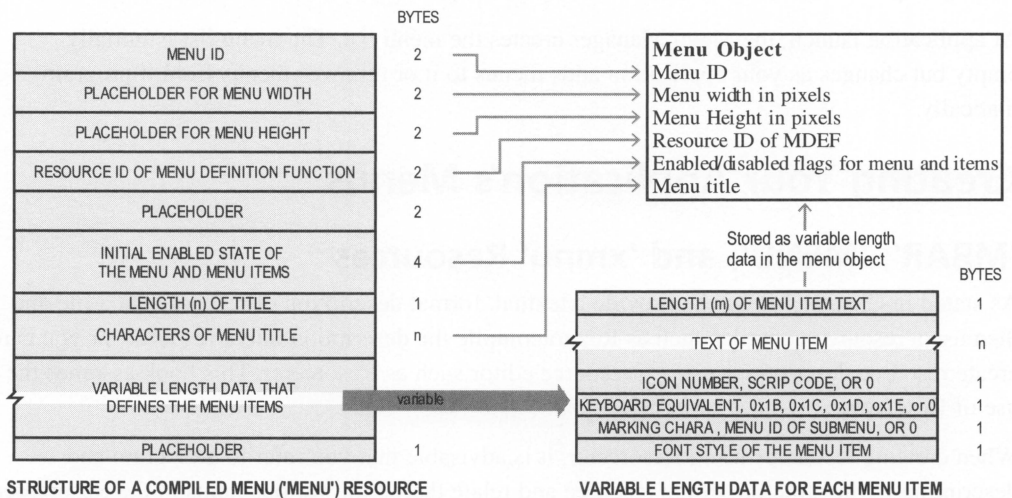 BYTES
MENU ID 2
PLACEHOLDER FOR MENU WIDTH 2
PLACEHOLDER FOR MENU HEIGHT 2
RESOURCE ID OF MENU DEFINITION FUNCTION 2
PLACEHOLDER 2
INITIAL ENABLED STATE OF
THE MENU AND MENU ITEMS 4
LENGTH (n) OF TITLE 1
CHARACTERS OF MENU TITLE n
VARIABLE LENGTH DATA THAT
DEFINES THE MENU ITEMS variable
PLACEHOLDER 1
STRUCTURE OF A COMPILED MENU ('MENU') RESOURCE
Menu Object
Menu ID
Menu width in pixels
Menu Height in pixels
Resource ID of MDEF
Enabled/disabled flags for menu and items
Menu title
Stored as variable length
data in the menu object
BYTES
LENGTH (m) OF MENU ITEM TEXT 1
TEXT OF MENU ITEM n
ICON NUMBER, SCRIP CODE, OR 0 1
KEYBOARD EQUIVALENT, 0x1B, 0x1C, 0x1D, ox1E, or 0 1
MARKING CHARA , MENU ID OF SUBMENU, OR 0 1
FONT STYLE OF THE MENU ITEM 1
VARIABLE LENGTH DATA FOR EACH MENU ITEM